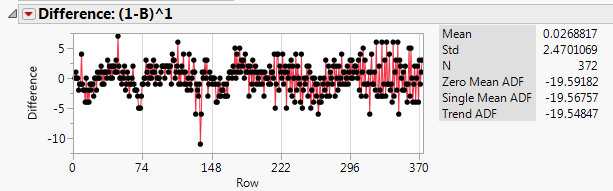 Difference: (1-B)^1
Difference
5
0
-5
-10
0
74
148
222
296
370
Row
Mean 0.0268817
Std 2.4701069
N 372
Zero Mean ADF -19.59182
Single Mean ADF -19.56757
Trend ADF -19.54847